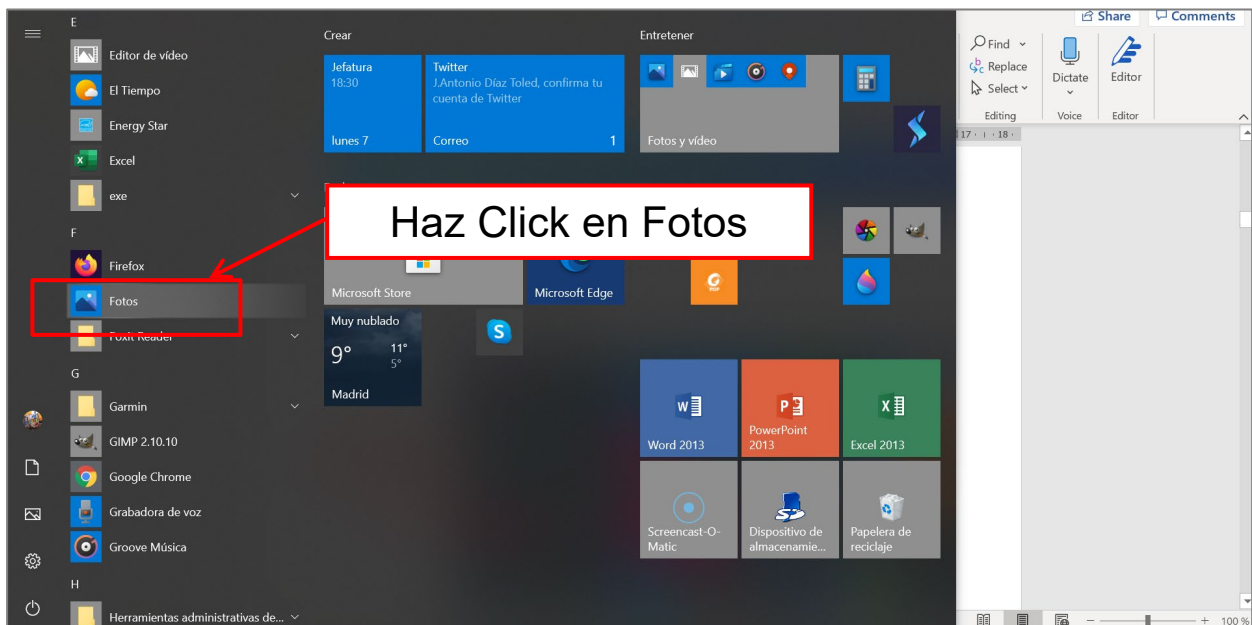 E
Editor de vídeo
El Tiempo
Energy Star
Excel
exe
F
Firefox
Fotos
Foxit Reader
G
Garmin
GIMP 2.10.10
Google Chrome
Grabadora de voz
Groove Música
H
Herramientas administrativas de...
Crear
Jefatura
18:30
lunes 7
Twitter
J.Antonio Díaz Toled, confirma tu
cuenta de Twitter
Correo 1
Haz Click en Fotos
Microsoft Store
Microsoft Edge
Muy nublado
9° 11°
5°
Madrid
Entretener
Fotos y vídeo
Word 2013
PowerPoint
2013
Excel 2013
Screencast-O-
Matic
Dispositivo de
almacenamie...
Papelera de
reciclaje
Share
Comments
Find
Replace
Select
Editing
Dictate
Voice
Editor
Editor
17 18
100 %